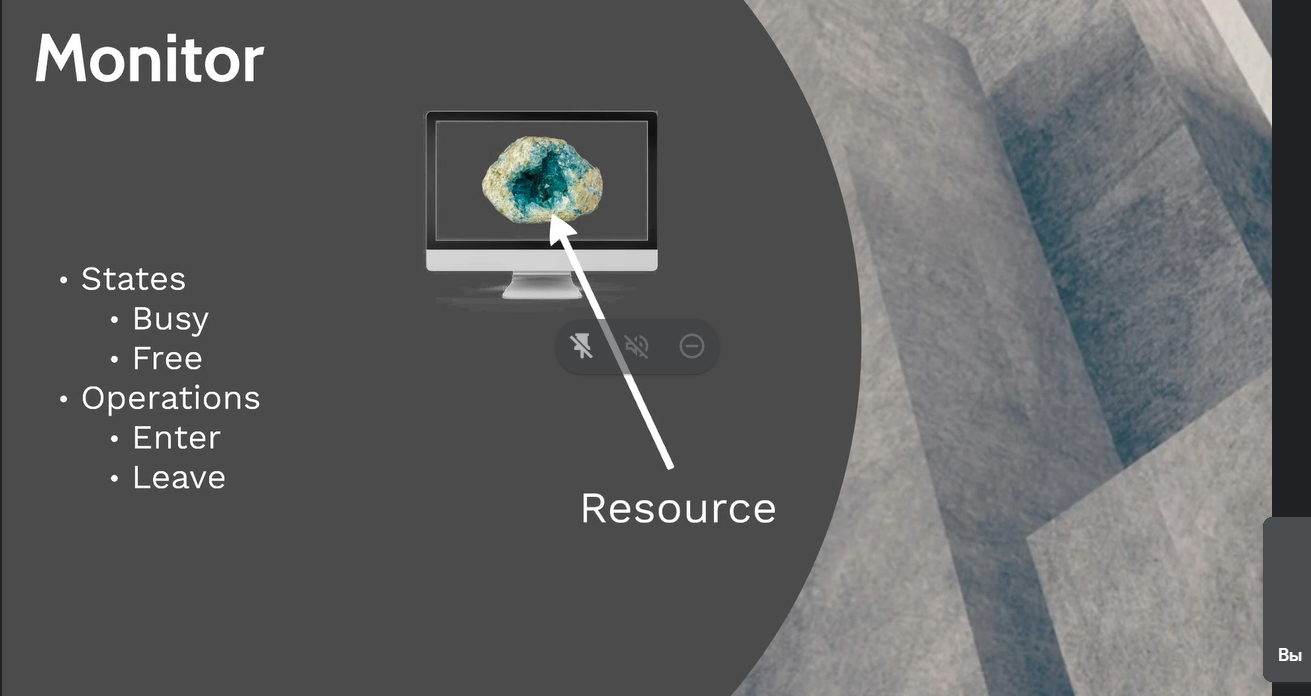 Monitor
• States
• Busy
• Free
• Operations
• Enter
• Leave
Resource
Вы